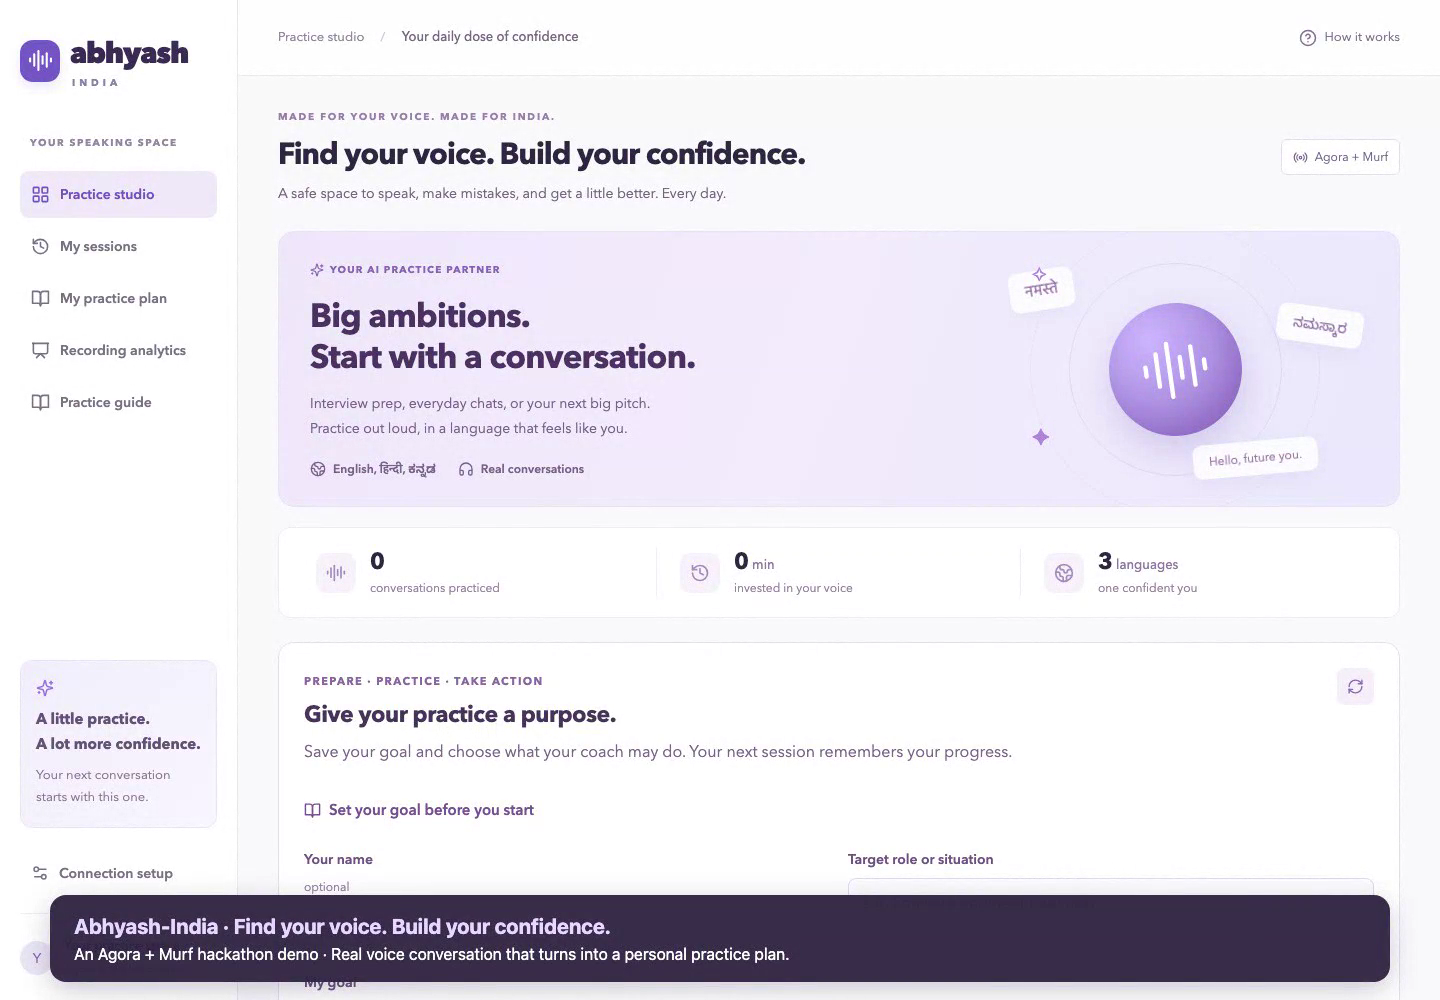 abhyash
INDIA
YOUR SPEAKING SPACE
Practice studio
My sessions
My practice plan
Recording analytics
Practice guide
A little practice.
A lot more confidence.
Your next conversation
starts with this one.
Connection setup
Y
Practice studio / Your daily dose of confidence
How it works
MADE FOR YOUR VOICE. MADE FOR INDIA.
Find your voice. Build your confidence.
A safe space to speak, make mistakes, and get a little better. Every day.
Agora + Murf
YOUR AI PRACTICE PARTNER
Big ambitions.
Start with a conversation.
Interview prep, everyday chats, or your next big pitch.
Practice out loud, in a language that feels like you.
English, हिन्दी, ಕನ್ನಡ
Real conversations
नमस्ते
ನಮಸ್ಕಾರ
Hello, future you.
0
conversations practiced
0 min
invested in your voice
3 languages
one confident you
PREPARE · PRACTICE · TAKE ACTION
Give your practice a purpose.
Save your goal and choose what your coach may do. Your next session remembers your progress.
Set your goal before you start
Your name
optional
Target role or situation
Abhyash-India · Find your voice. Build your confidence.
An Agora + Murf hackathon demo · Real voice conversation that turns into a personal practice plan.
My goal